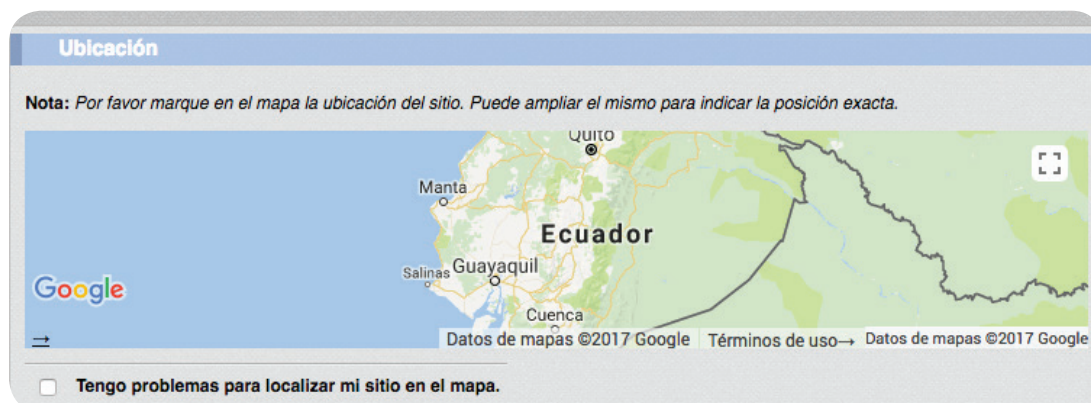 Ubicación
Nota: Por favor marque en el mapa la ubicación del sitio. Puede ampliar el mismo para indicar la posición exacta.
Quito
Manta
Ecuador
Salinas Guayaquil
Google
Cuenca
→ Datos de mapas ©2017 Google Términos de uso→ Datos de mapas ©2017 Google
Tengo problemas para localizar mi sitio en el mapa.